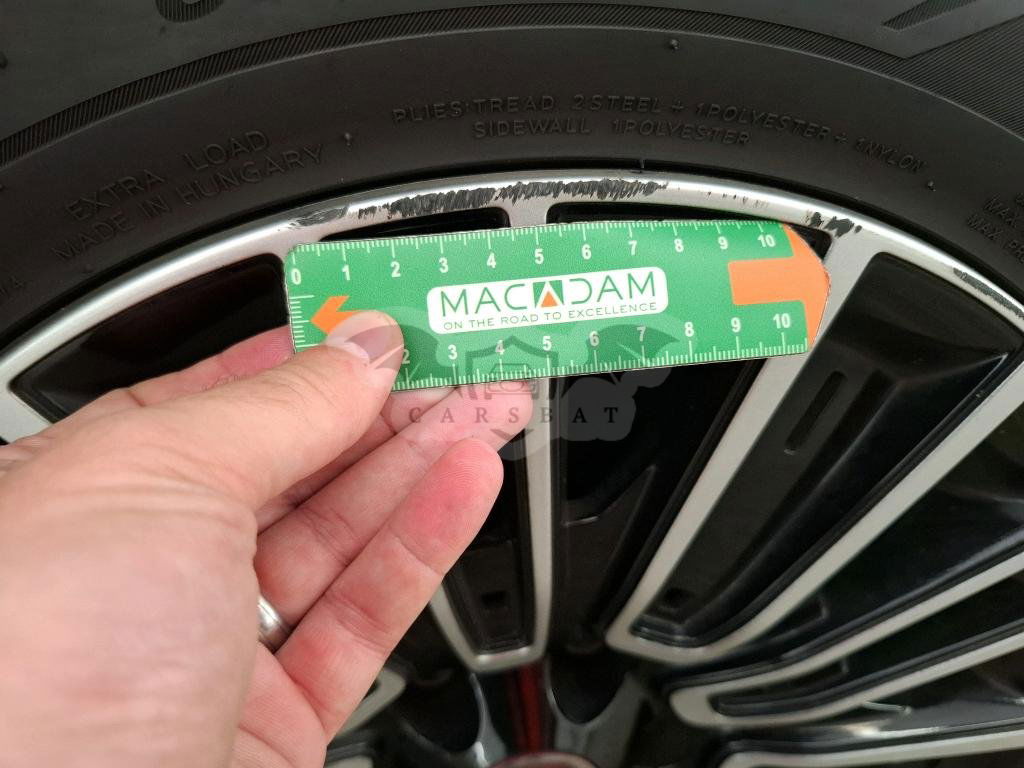 PLIES:TREAD 2STEEL + 1POLYESTER + 1NYLON
SIDEWALL 1POLYESTER
EXTRA LOAD
MADE IN HUNGARY
MAX
MAX
0 1 2 3 4 5 6 7 8 9 10
MACADAM
ON THE ROAD TO EXCELLENCE
2 3 4 5 6 7 8 9 10
CARSBAT